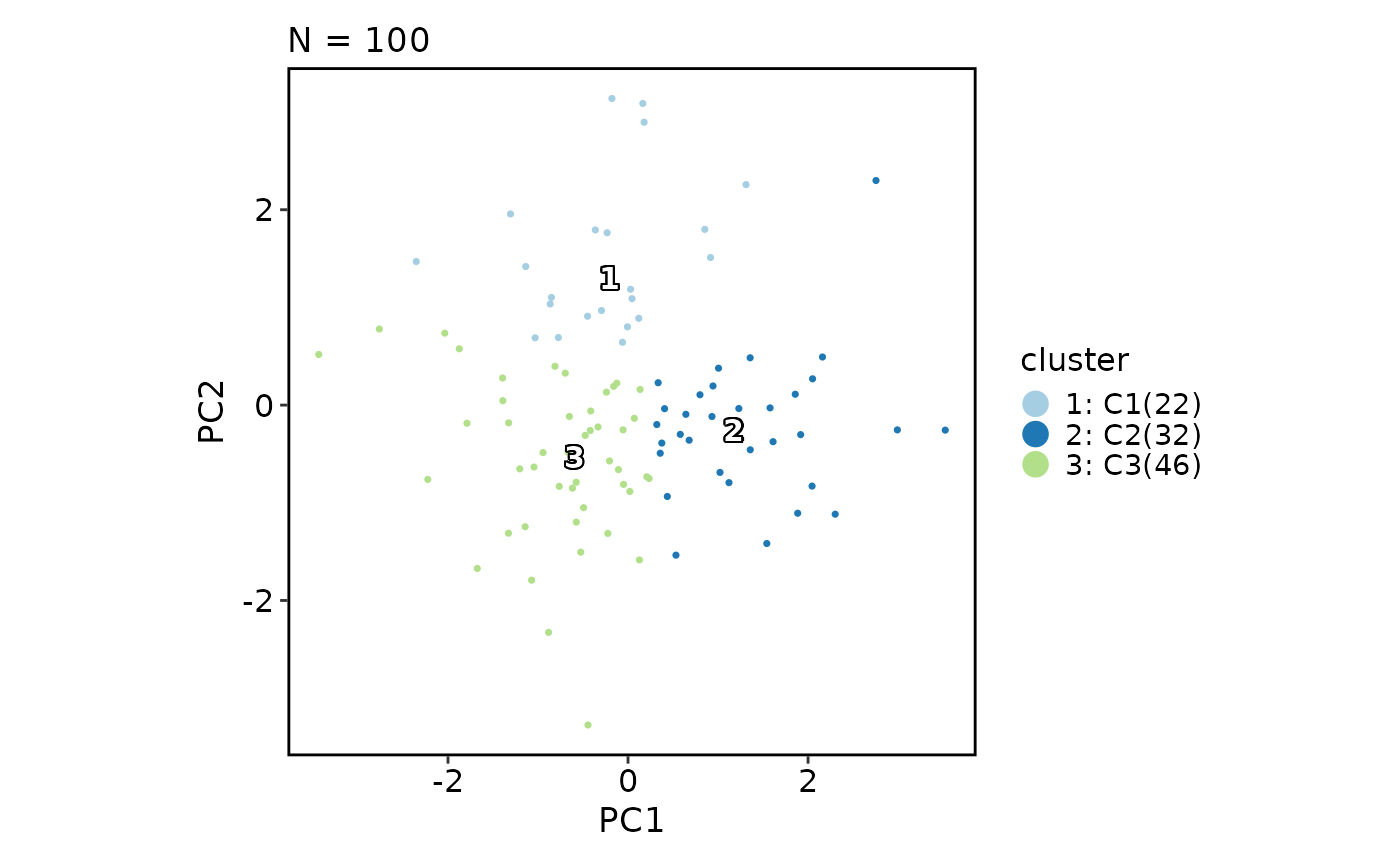 N = 100
2
0
-2
PC2
1
2
3
-2
0
2
PC1
cluster
1: C1(22)
2: C2(32)
3: C3(46)